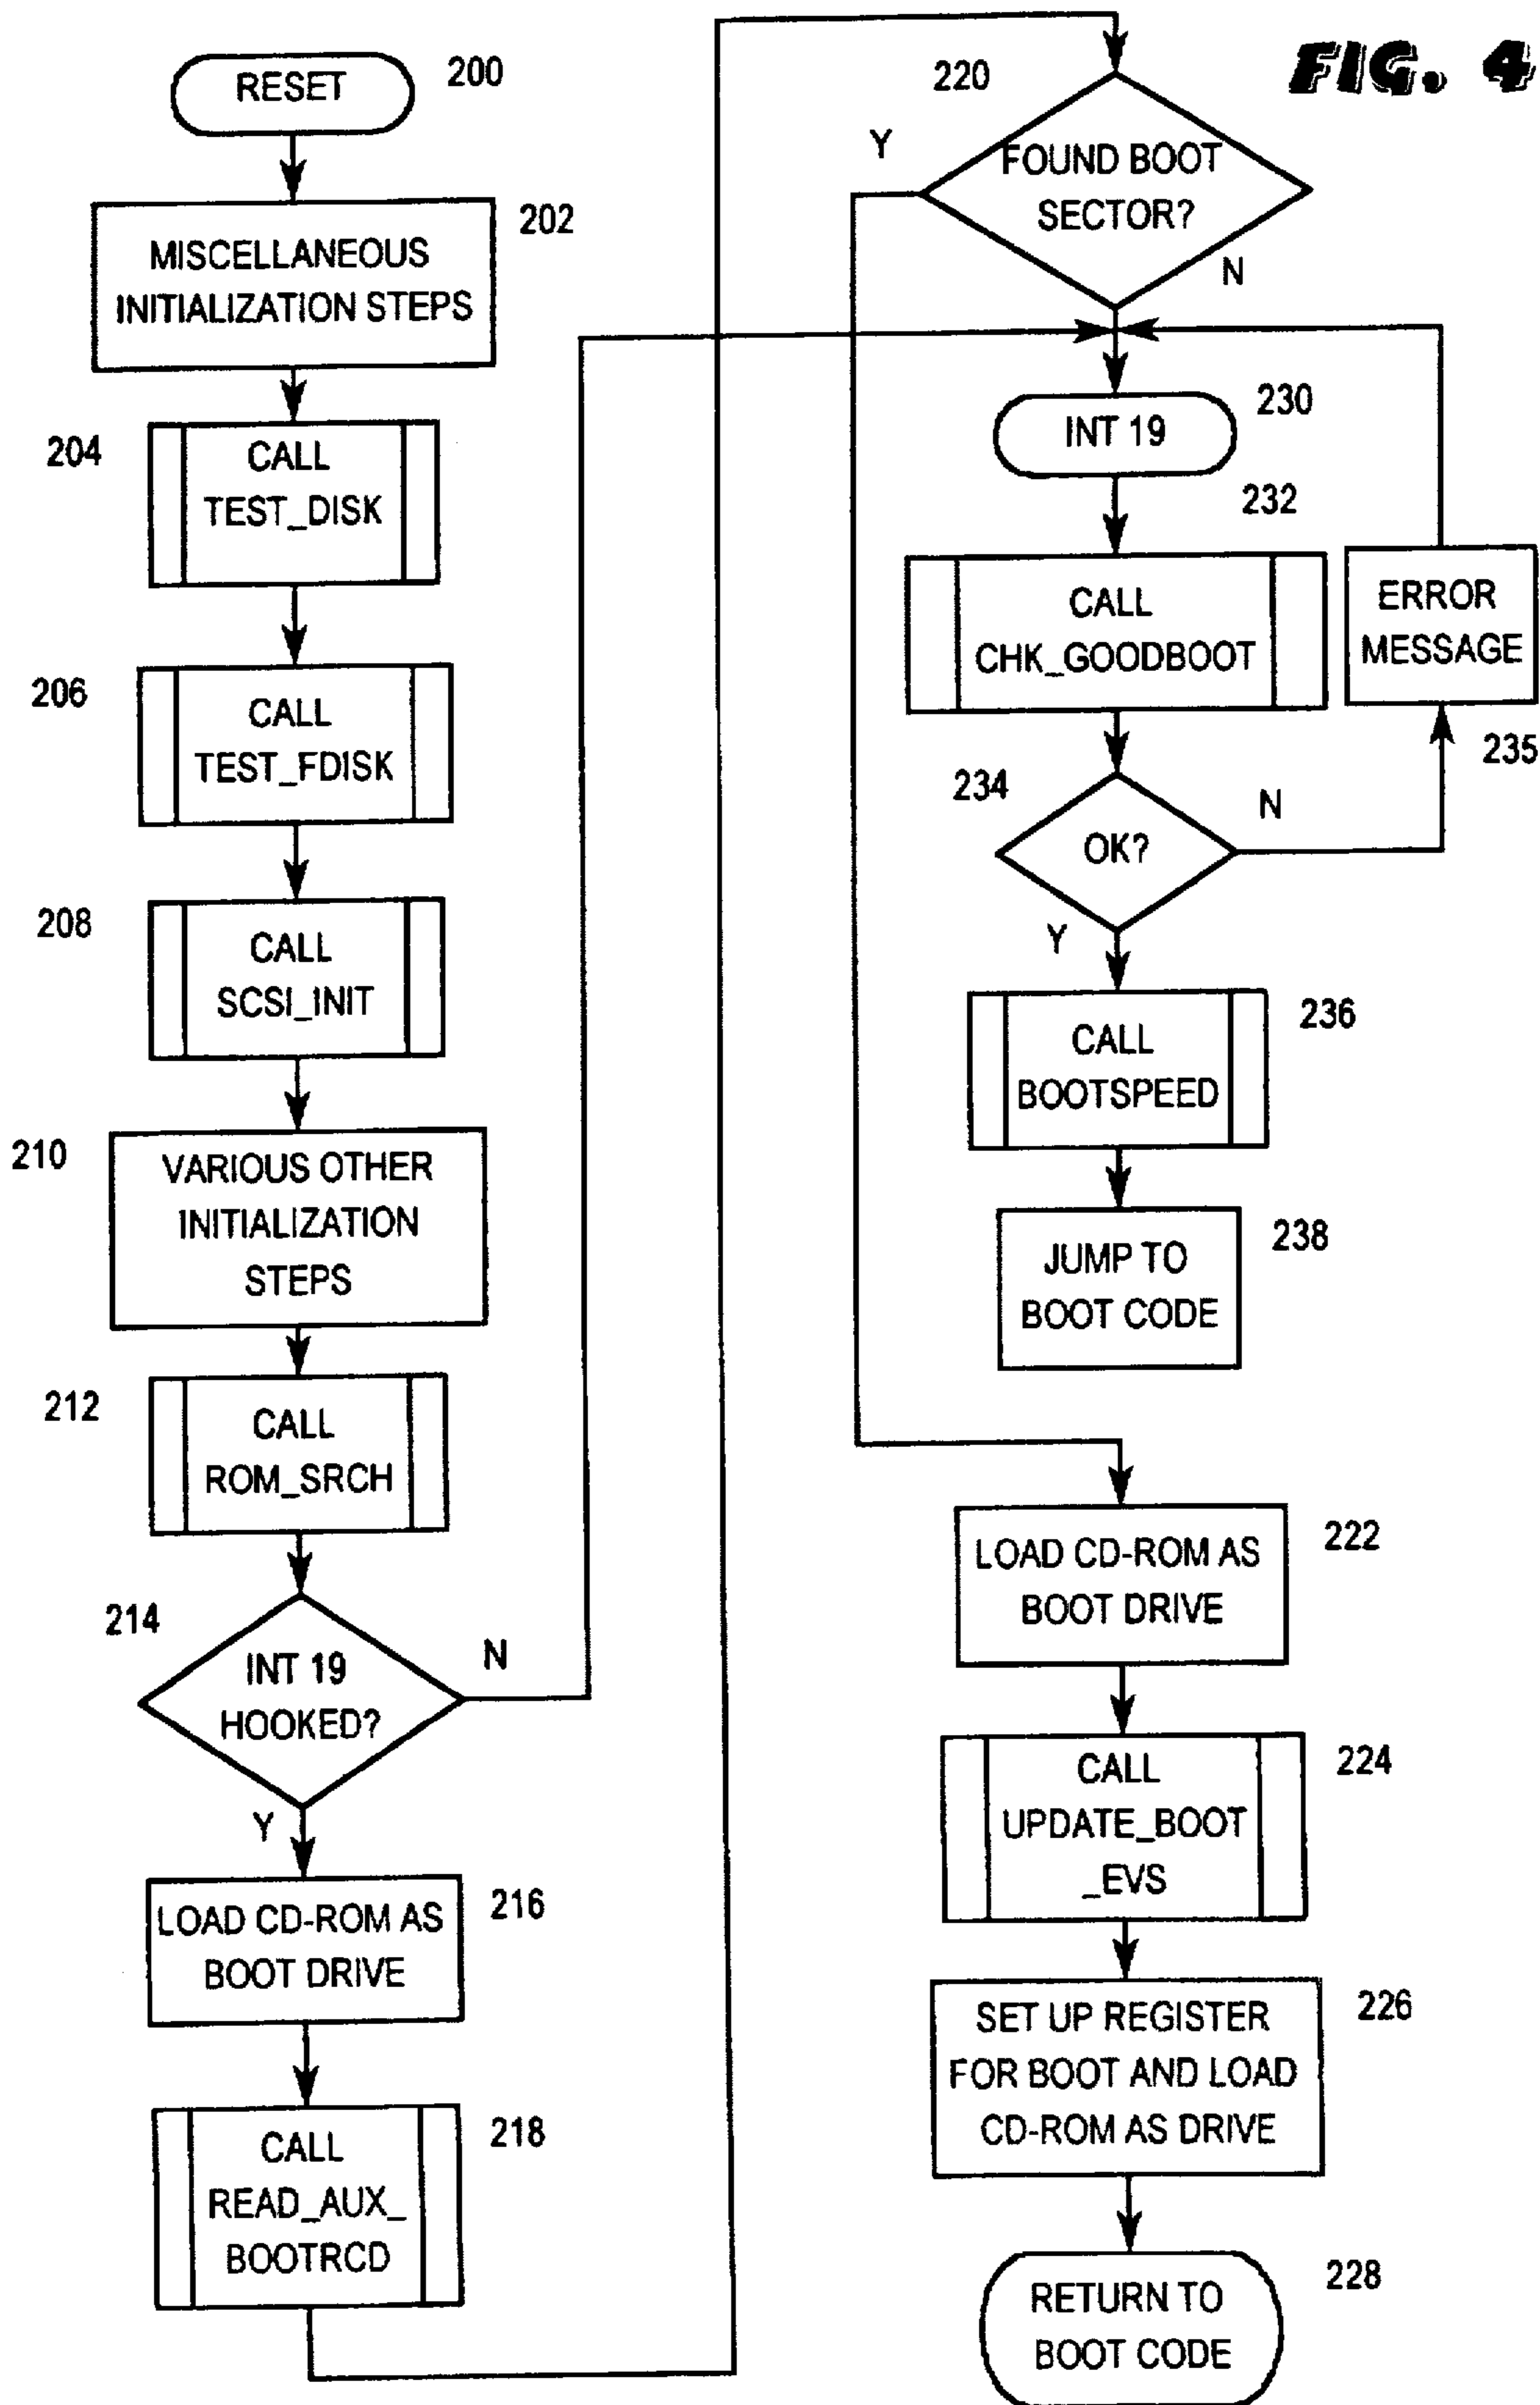 FIG. 4
RESET
200
MISCELLANEOUS
INITIALIZATION STEPS
202
204
CALL
TEST_DISK
206
CALL
TEST_FDISK
208
CALL
SCSI_INIT
210
VARIOUS OTHER
INITIALIZATION
STEPS
212
CALL
ROM_SRCH
214
INT 19
HOOKED?
N
Y
LOAD CD-ROM AS
BOOT DRIVE
216
CALL
READ_AUX_
BOOTRCD
218
220
Y
FOUND BOOT
SECTOR?
N
INT 19
230
232
CALL
CHK_GOODBOOT
ERROR
MESSAGE
235
234
OK?
N
Y
CALL
BOOTSPEED
236
JUMP TO
BOOT CODE
238
LOAD CD-ROM AS
BOOT DRIVE
222
CALL
UPDATE_BOOT
_EVS
224
SET UP REGISTER
FOR BOOT AND LOAD
CD-ROM AS DRIVE
226
RETURN TO
BOOT CODE
228